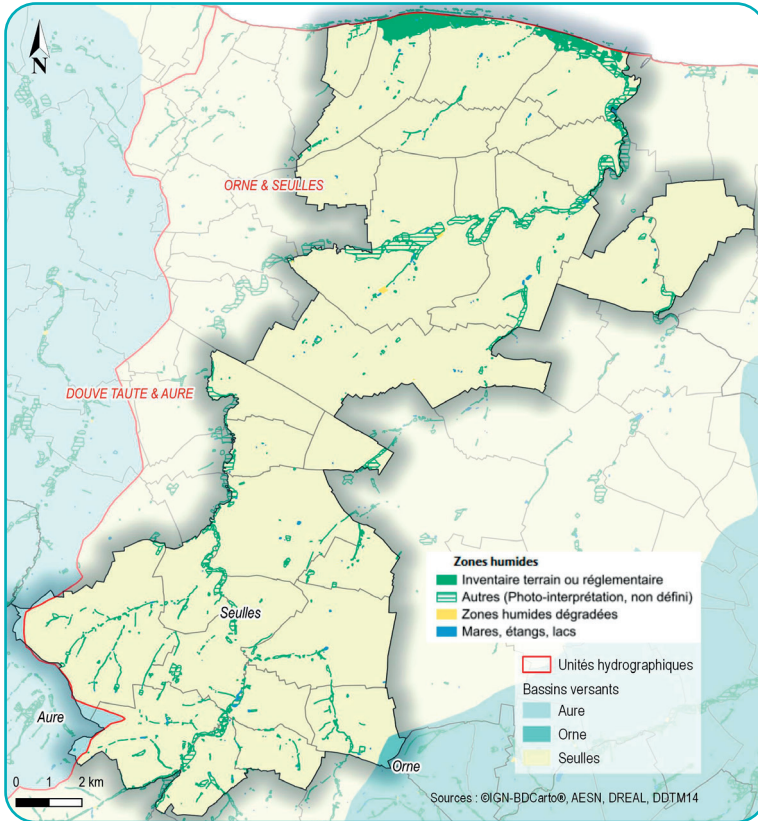 N
ORNE & SEULLES
DOUVE TAUTE & AURE
Seulles
Aure
Orne
Zones humides
Inventaire terrain ou réglementaire
Autres (Photo-interprétation, non défini)
Zones humides dégradées
Mares, étangs, lacs
Unités hydrographiques
Bassins versants
Aure
Orne
Seulles
0 1 2 km
Sources : ©IGN-BDCarto®, AESN, DREAL, DDTM14